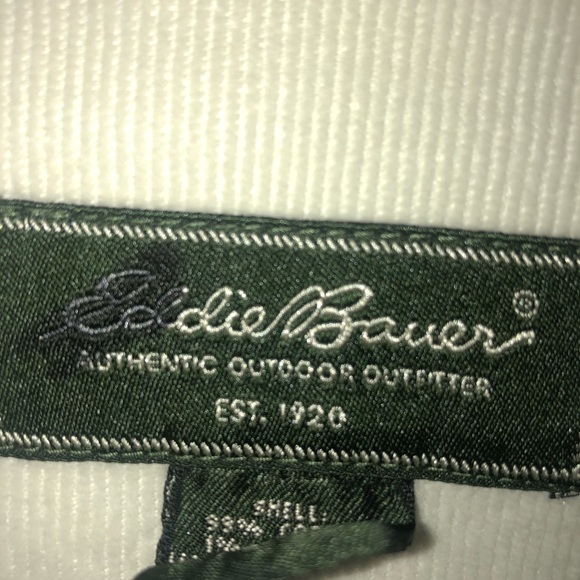 Eddie Bauer®
AUTHENTIC OUTDOOR OUTFITTER
EST. 1920
SHELL: